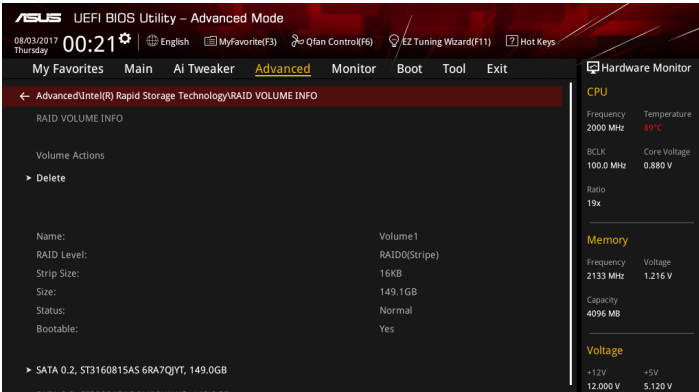 ASUS UEFI BIOS Utility – Advanced Mode
08/03/2017
Thursday
00:21
English
MyFavorite(F3)
Qfan Control(F6)
EZ Tuning Wizard(F11)
Hot Keys
My Favorites Main Ai Tweaker Advanced Monitor Boot Tool Exit
Advanced\Intel(R) Rapid Storage Technology\RAID VOLUME INFO
RAID VOLUME INFO
Volume Actions
Delete
Name: Volume1
RAID Level: RAID0(Stripe)
Strip Size: 16KB
Size: 149.1GB
Status: Normal
Bootable: Yes
SATA 0.2, ST3160815AS 6RA7QJYT, 149.0GB
Hardware Monitor
CPU
Frequency Temperature
2000 MHz 89°C
BCLK Core Voltage
100.0 MHz 0.880 V
Ratio
19x
Memory
Frequency Voltage
2133 MHz 1.216 V
Capacity
4096 MB
Voltage
+12V +5V
12.000 V 5.120 V